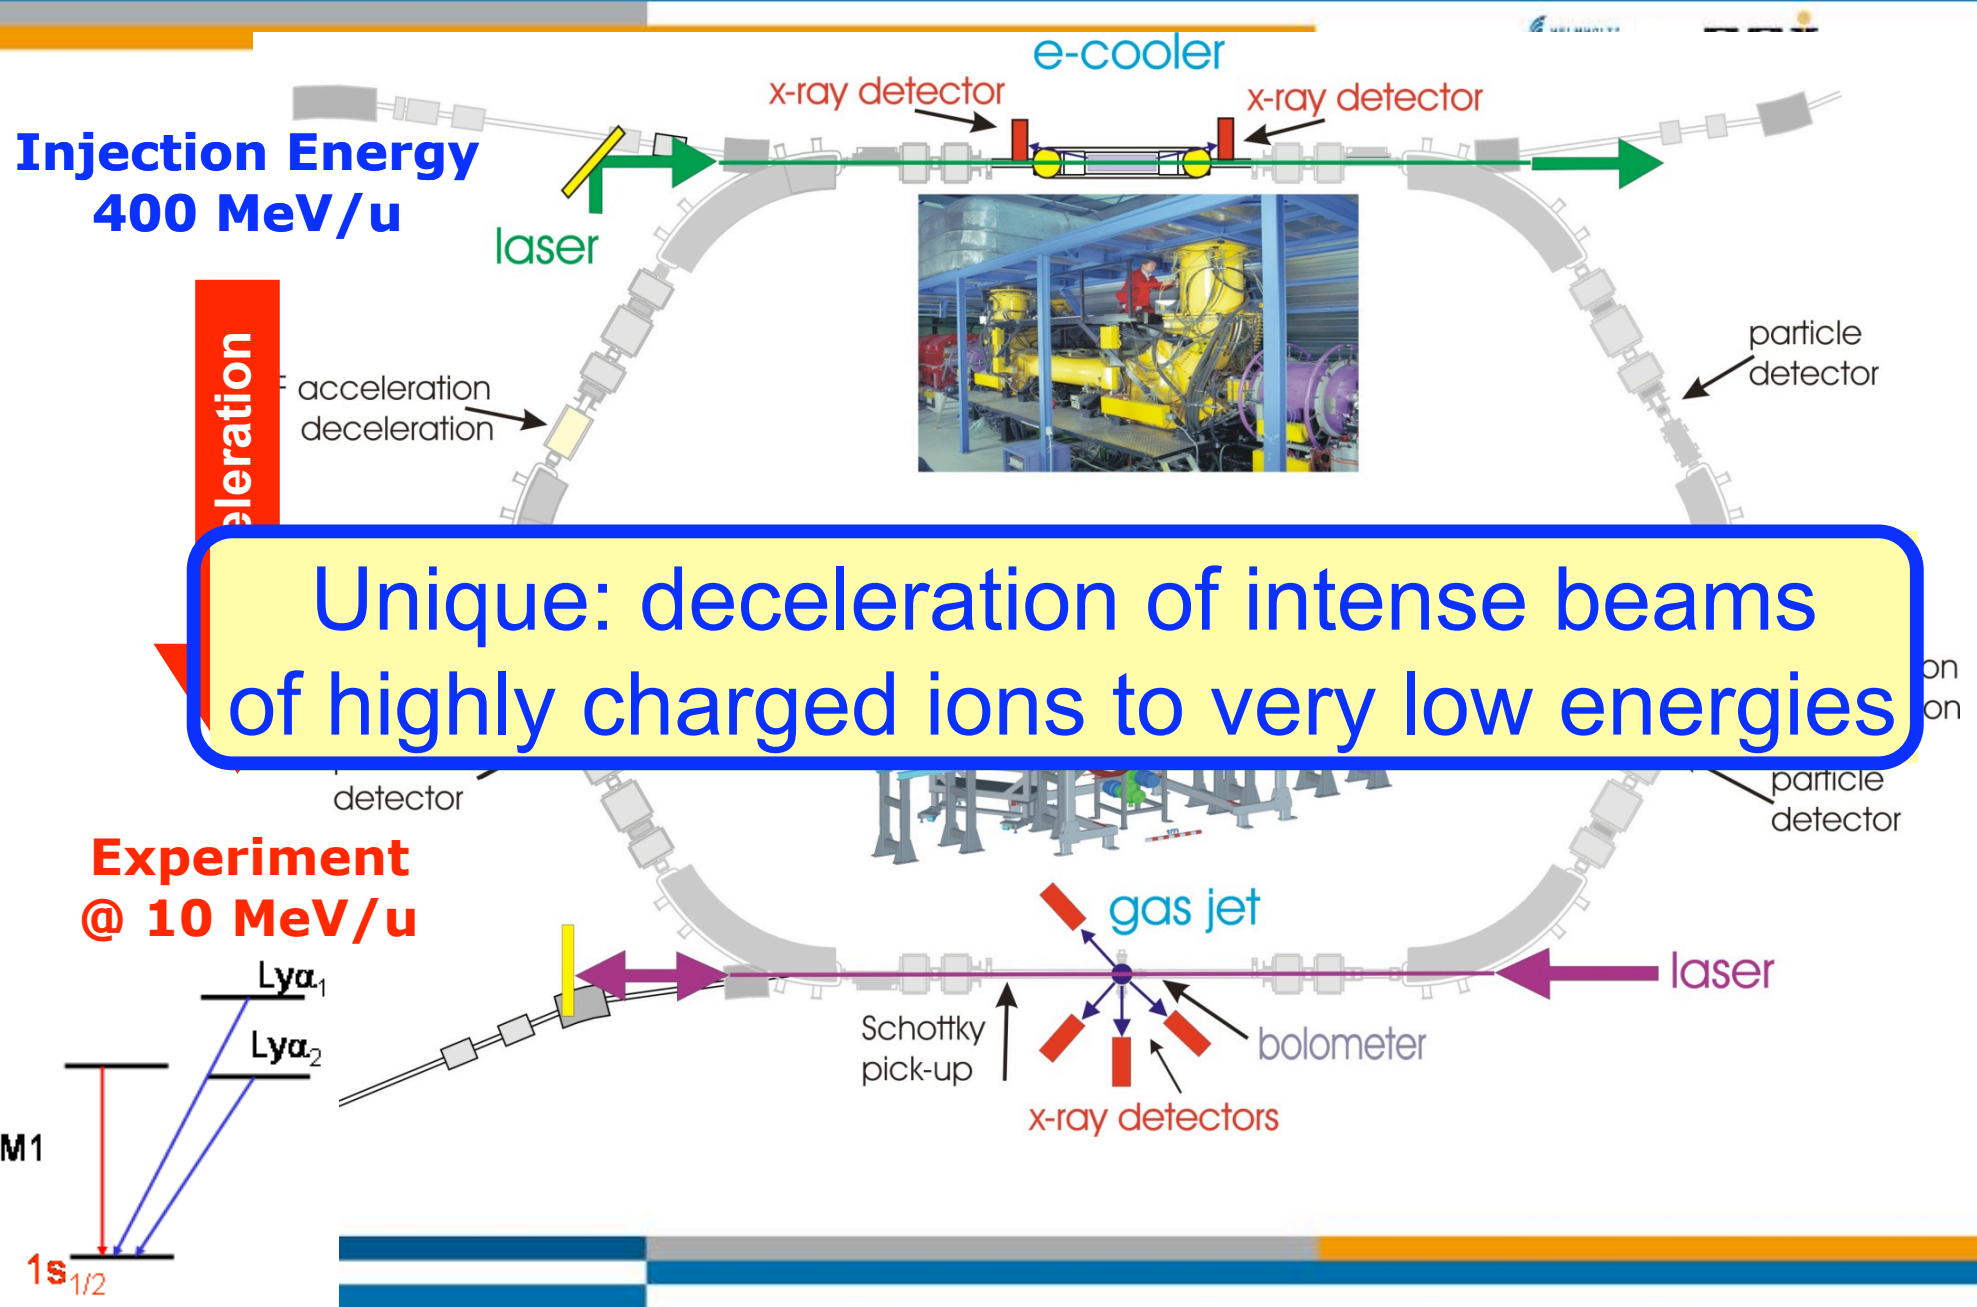 e-cooler
x-ray detector
x-ray detector
Injection Energy
400 MeV/u
laser
particle
detector
acceleration
deceleration
Unique: deceleration of intense beams
of highly charged ions to very low energies
on
on
detector
particle
detector
Experiment
@ 10 MeV/u
gas jet
laser
Lyα1
Schottky
pick-up
bolometer
Lyα2
x-ray detectors
M1
1s1/2